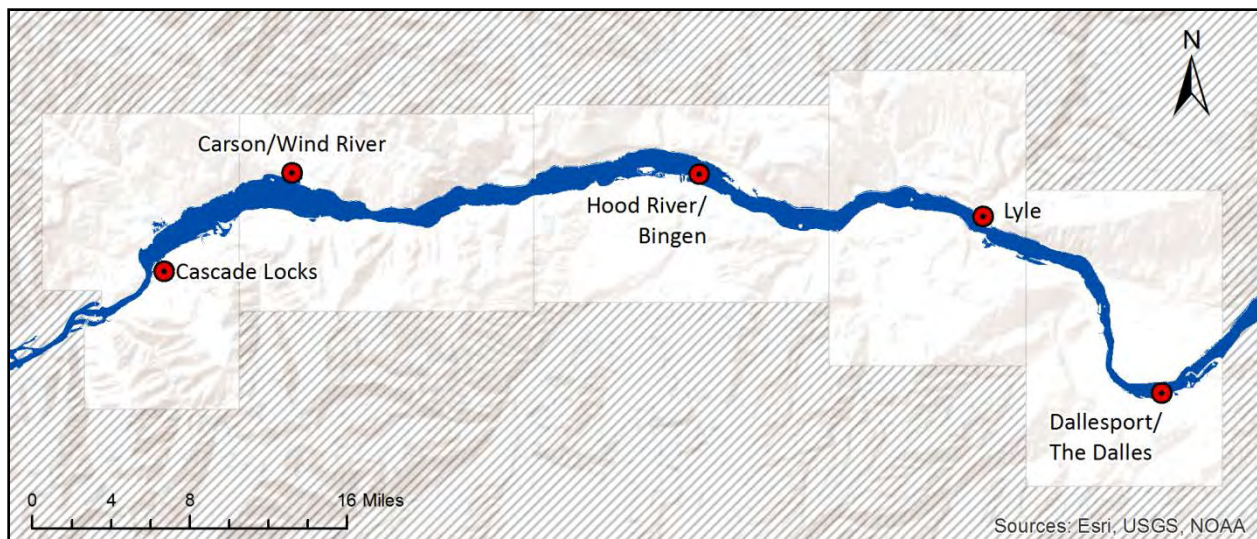 N
Carson/Wind River
Hood River/
Bingen
Lyle
Cascade Locks
Dallesport/
The Dalles
0 4 8 16 Miles
Sources: Esri, USGS, NOAA